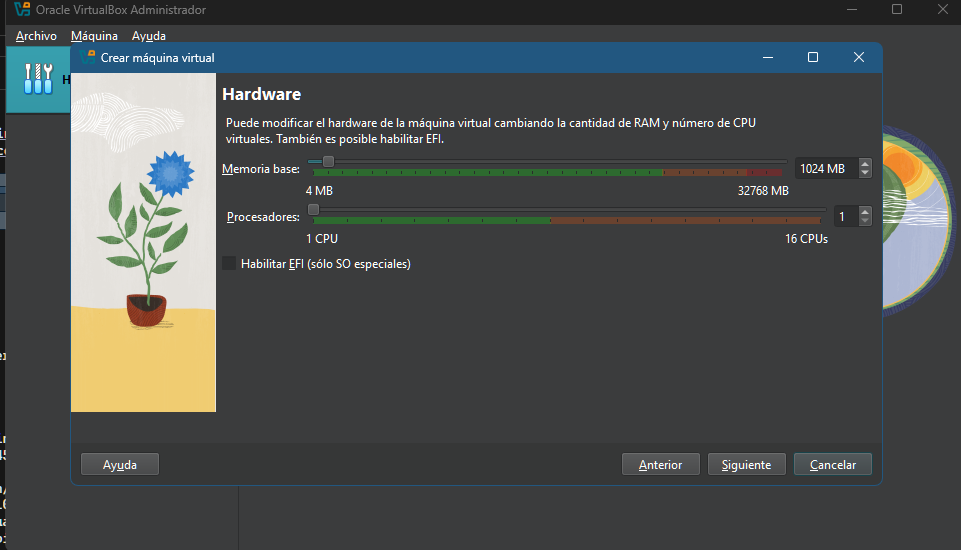 Oracle VirtualBox Administrador
Archivo Máquina Ayuda
Crear máquina virtual
H
Hardware
Puede modificar el hardware de la máquina virtual cambiando la cantidad de RAM y número de CPU
virtuales. También es posible habilitar EFI.
Memoria base: 1024 MB
4 MB 32768 MB
Procesadores: 1
1 CPU 16 CPUs
Habilitar EFI (sólo SO especiales)
Ayuda Anterior Siguiente Cancelar